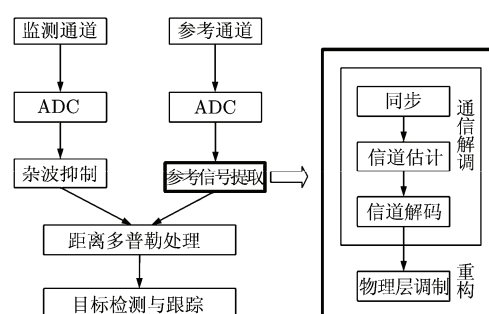 监测通道
参考通道
ADC
ADC
杂波抑制
参考信号提取
距离多普勒处理
目标检测与跟踪
同步
信道估计
信道解码
通信解调
物理层调制
重构